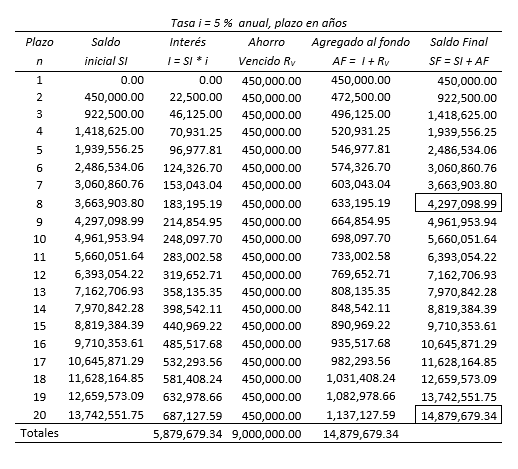 Tasa i = 5 % anual, plazo en años
Plazo Saldo Interés Ahorro Agregado al fondo Saldo Final
n inicial SI I = SI * i Vencido Rv AF = I + Rv SF = SI + AF
1 0.00 0.00 450,000.00 450,000.00 450,000.00
2 450,000.00 22,500.00 450,000.00 472,500.00 922,500.00
3 922,500.00 46,125.00 450,000.00 496,125.00 1,418,625.00
4 1,418,625.00 70,931.25 450,000.00 520,931.25 1,939,556.25
5 1,939,556.25 96,977.81 450,000.00 546,977.81 2,486,534.06
6 2,486,534.06 124,326.70 450,000.00 574,326.70 3,060,860.76
7 3,060,860.76 153,043.04 450,000.00 603,043.04 3,663,903.80
8 3,663,903.80 183,195.19 450,000.00 633,195.19 4,297,098.99
9 4,297,098.99 214,854.95 450,000.00 664,854.95 4,961,953.94
10 4,961,953.94 248,097.70 450,000.00 698,097.70 5,660,051.64
11 5,660,051.64 283,002.58 450,000.00 733,002.58 6,393,054.22
12 6,393,054.22 319,652.71 450,000.00 769,652.71 7,162,706.93
13 7,162,706.93 358,135.35 450,000.00 808,135.35 7,970,842.28
14 7,970,842.28 398,542.11 450,000.00 848,542.11 8,819,384.39
15 8,819,384.39 440,969.22 450,000.00 890,969.22 9,710,353.61
16 9,710,353.61 485,517.68 450,000.00 935,517.68 10,645,871.29
17 10,645,871.29 532,293.56 450,000.00 982,293.56 11,628,164.85
18 11,628,164.85 581,408.24 450,000.00 1,031,408.24 12,659,573.09
19 12,659,573.09 632,978.66 450,000.00 1,082,978.66 13,742,551.75
20 13,742,551.75 687,127.59 450,000.00 1,137,127.59 14,879,679.34
Totales 5,879,679.34 9,000,000.00 14,879,679.34